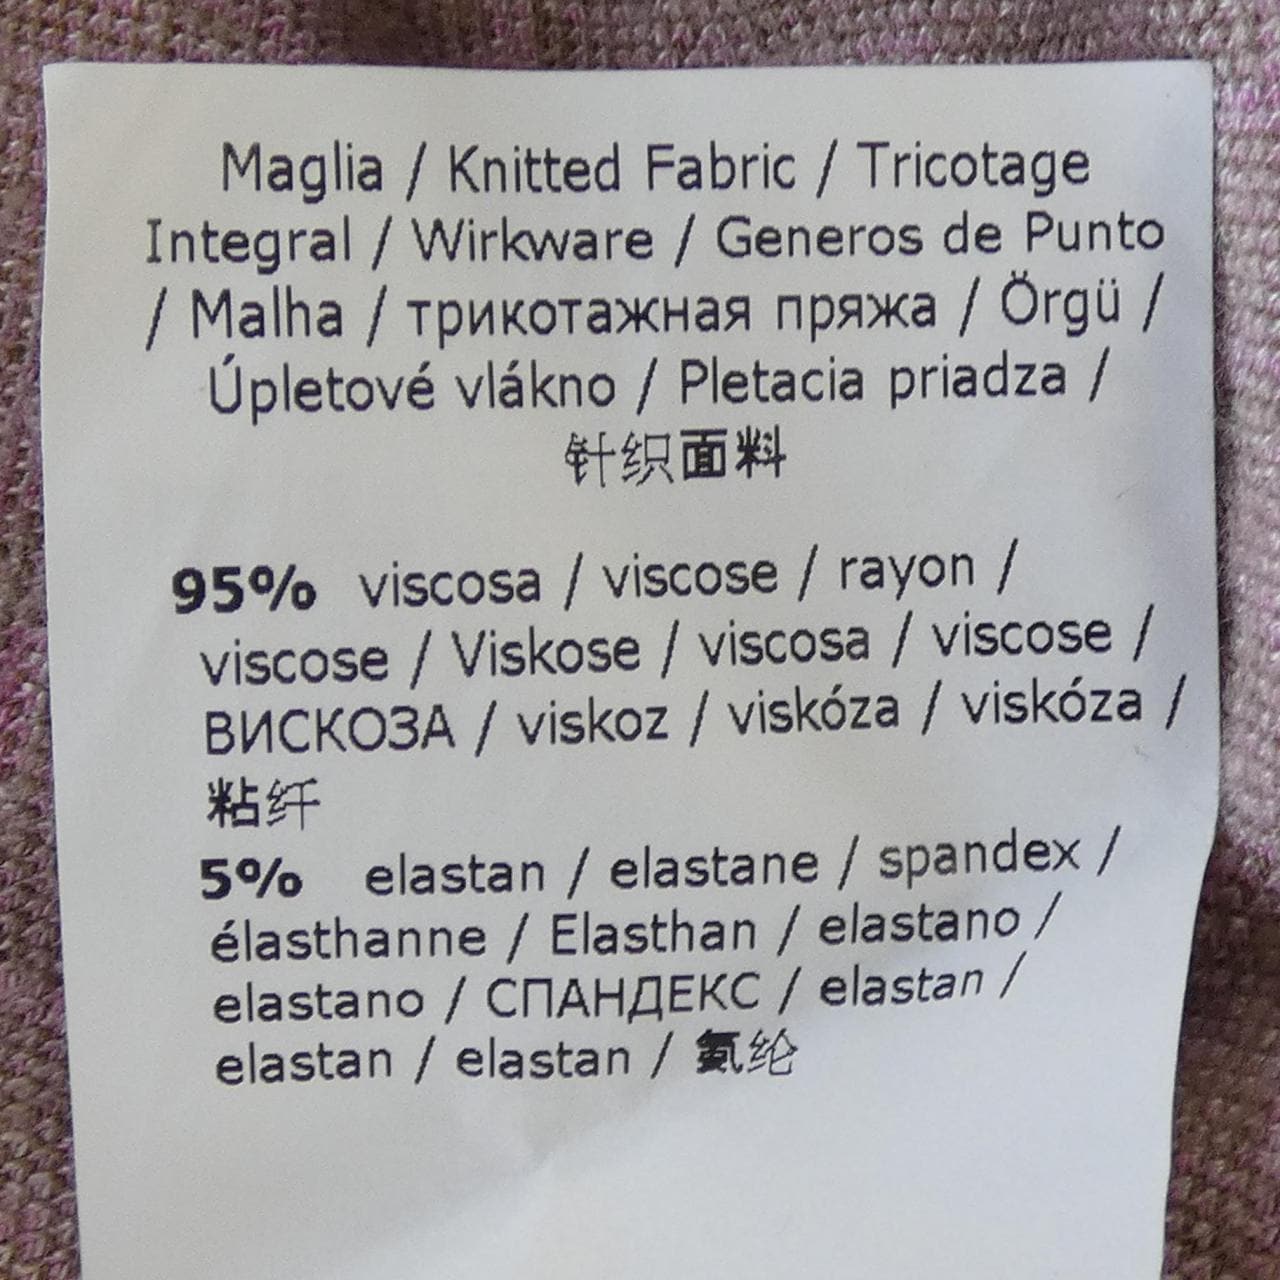 Maglia / Knitted Fabric / Tricotage
Integral / Wirkware / Generos de Punto
/ Malha / трикотажная пряжа / Örgü /
Úpletové vlákno / Pletacia priadza /
针织面料
95% viscosa / viscose / rayon /
viscose / Viskose / viscosa / viscose /
ВИСКОЗА / viskoz / viskóza / viskóza /
粘纤
5% elastan / elastane / spandex /
élasthanne / Elasthan / elastano /
elastano / СПАНДЕКС / elastan /
elastan / elastan / 氨纶